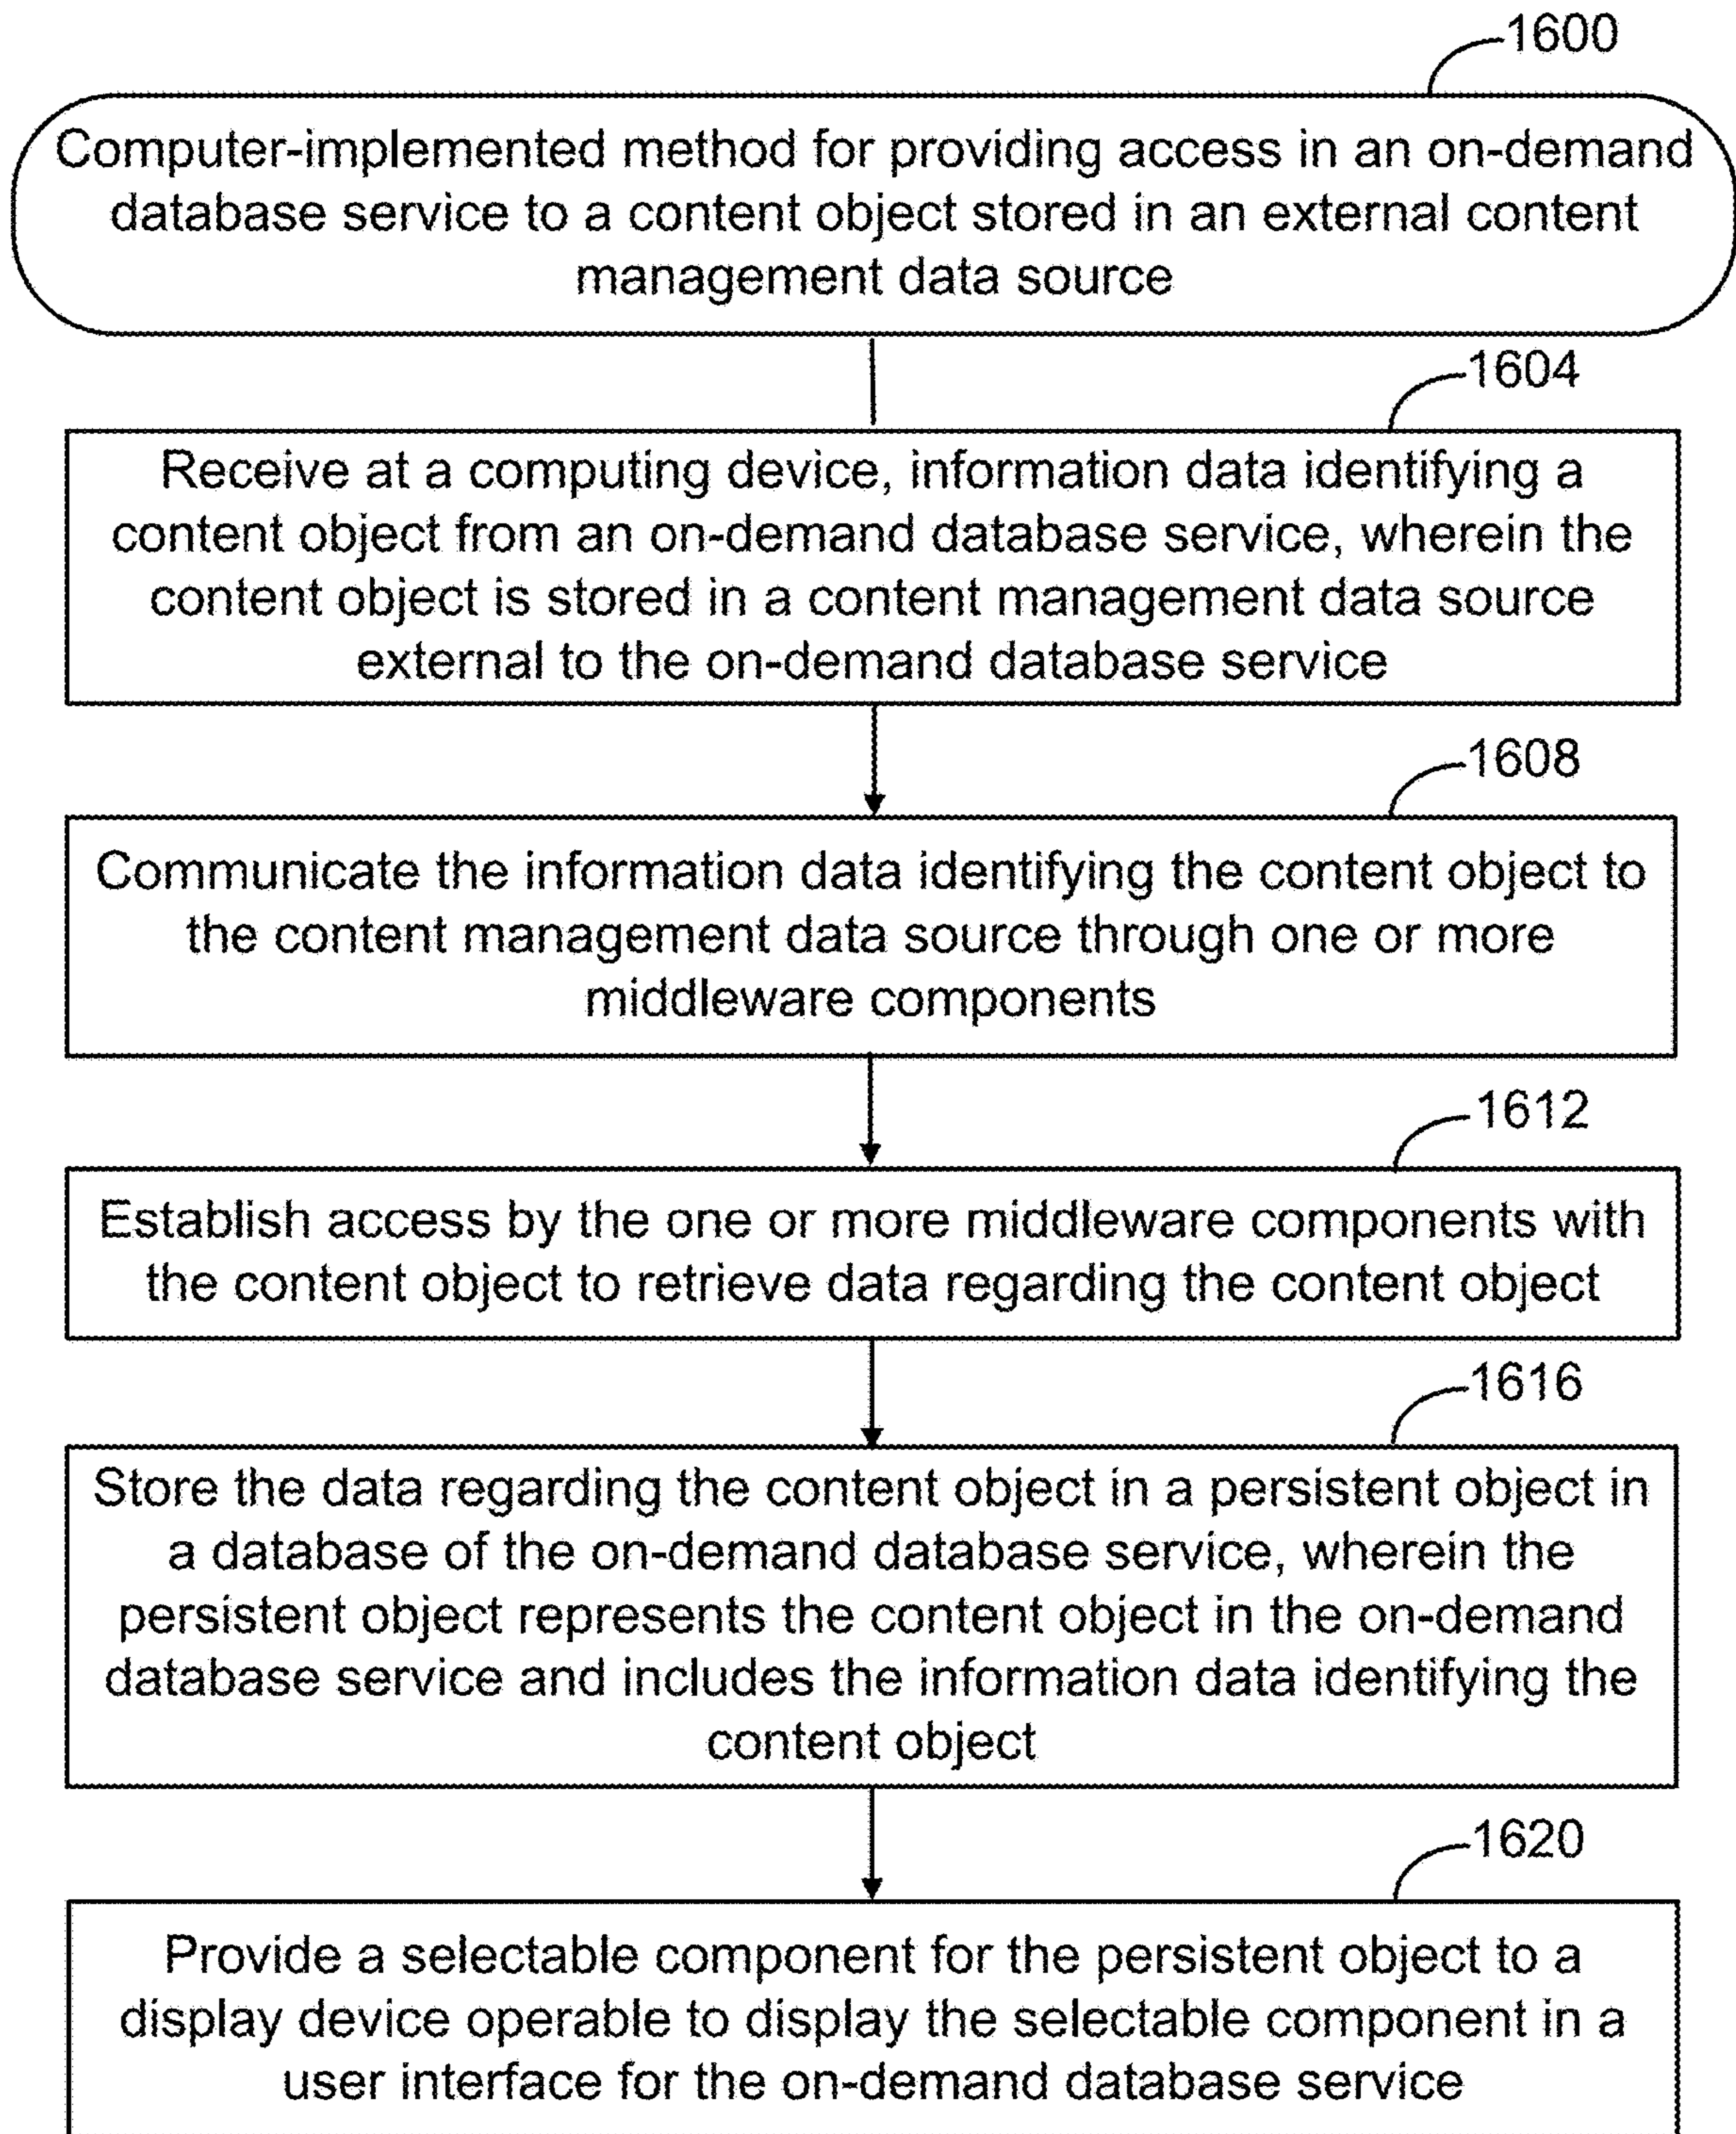 1600
Computer-implemented method for providing access in an on-demand
database service to a content object stored in an external content
management data source
1604
Receive at a computing device, information data identifying a
content object from an on-demand database service, wherein the
content object is stored in a content management data source
external to the on-demand database service
1608
Communicate the information data identifying the content object to
the content management data source through one or more
middleware components
1612
Establish access by the one or more middleware components with
the content object to retrieve data regarding the content object
1616
Store the data regarding the content object in a persistent object in
a database of the on-demand database service, wherein the
persistent object represents the content object in the on-demand
database service and includes the information data identifying the
content object
1620
Provide a selectable component for the persistent object to a
display device operable to display the selectable component in a
user interface for the on-demand database service